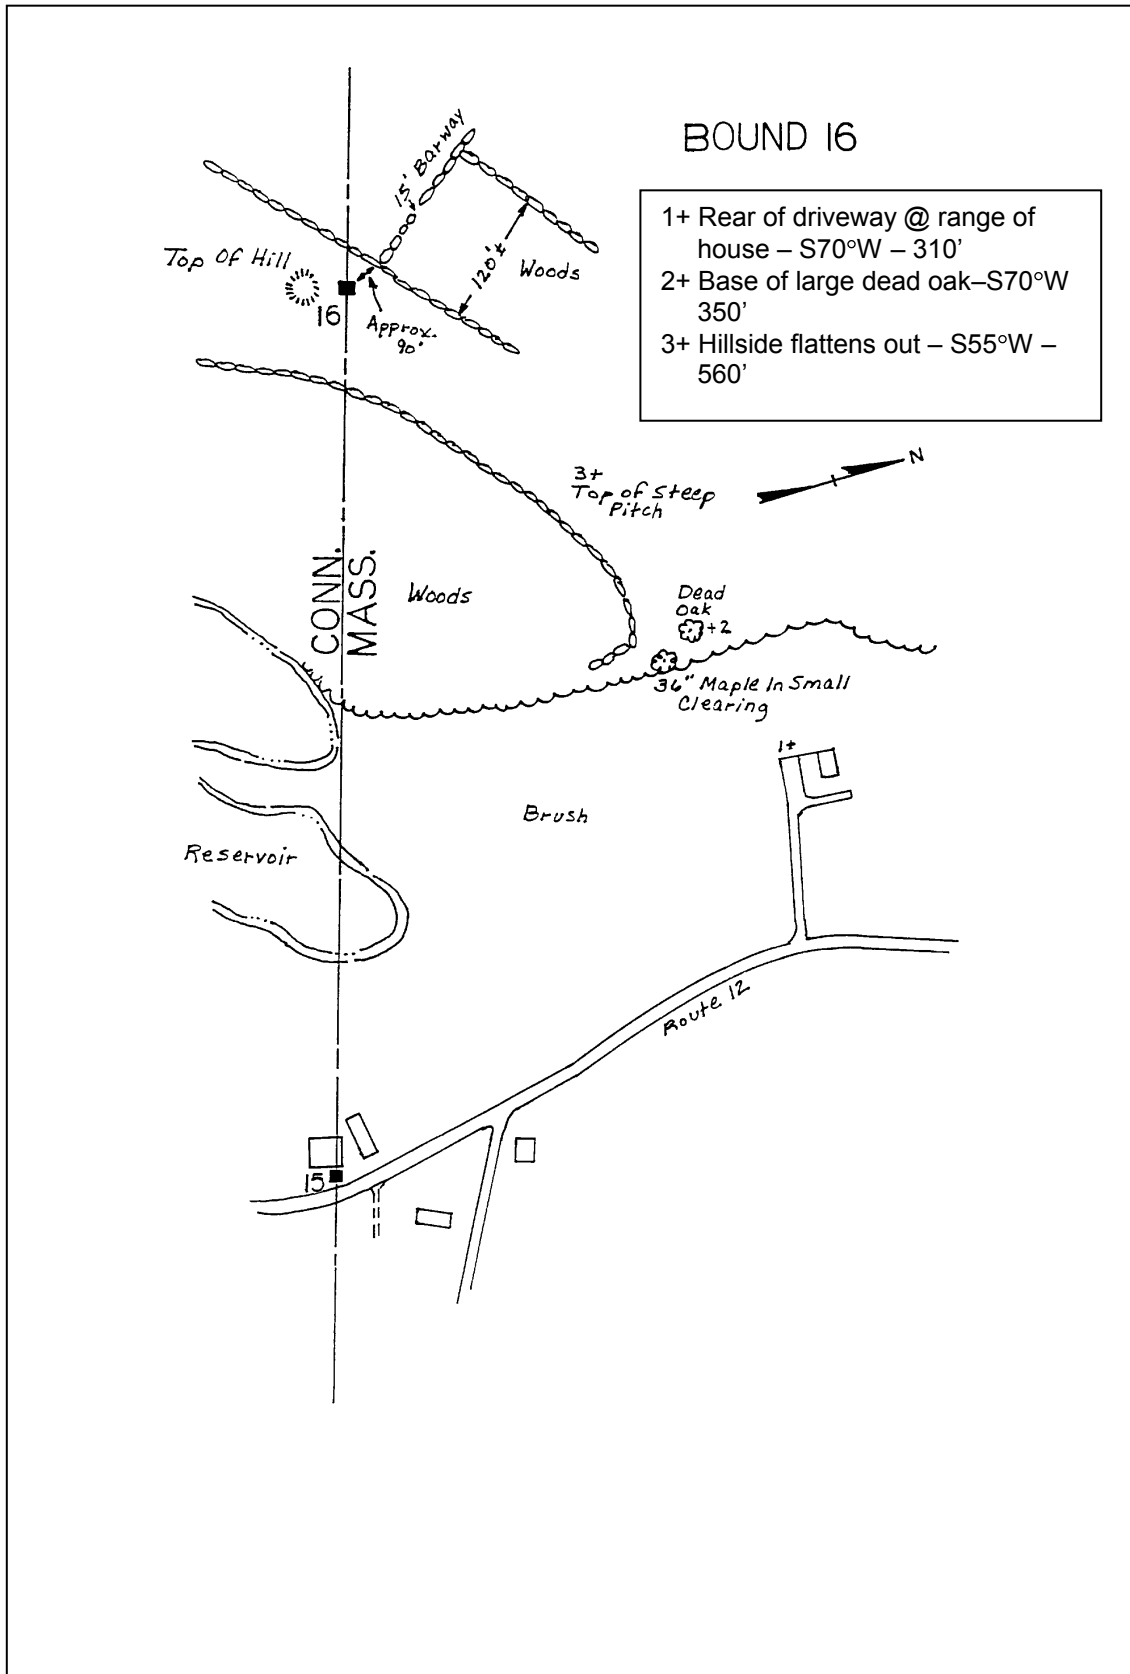 BOUND 16
1+ Rear of driveway @ range of
house – S70°W – 310’
2+ Base of large dead oak–S70°W
350’
3+ Hillside flattens out – S55°W –
560’
15' Barway
Top Of Hill
120'±
Woods
16
Approx.
90'
N
3+
Top of Steep
Pitch
CONN.
MASS.
Woods
Dead
Oak
+2
36" Maple In Small
Clearing
1+
Brush
Reservoir
Route 12
15